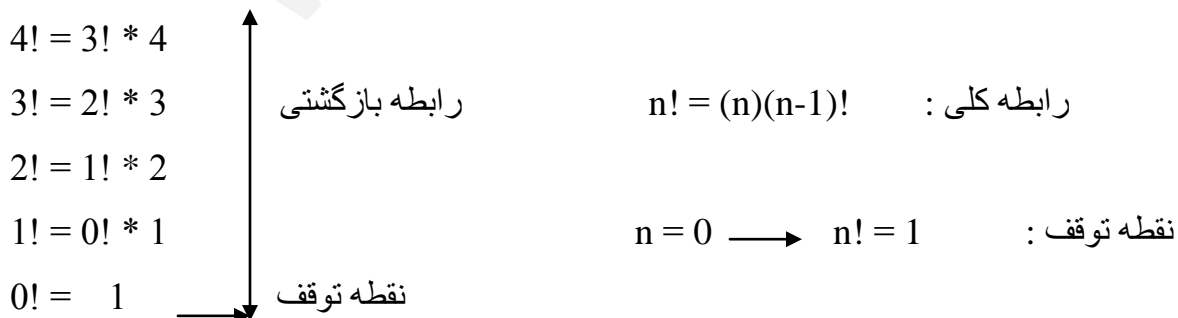 4! = 3! * 4
3! = 2! * 3 رابطه بازگشتی n! = (n)(n-1)! رابطه کلی :
2! = 1! * 2
1! = 0! * 1 n = 0 ⟶ n! = 1 نقطه توقف :
0! = 1 ⟶ نقطه توقف